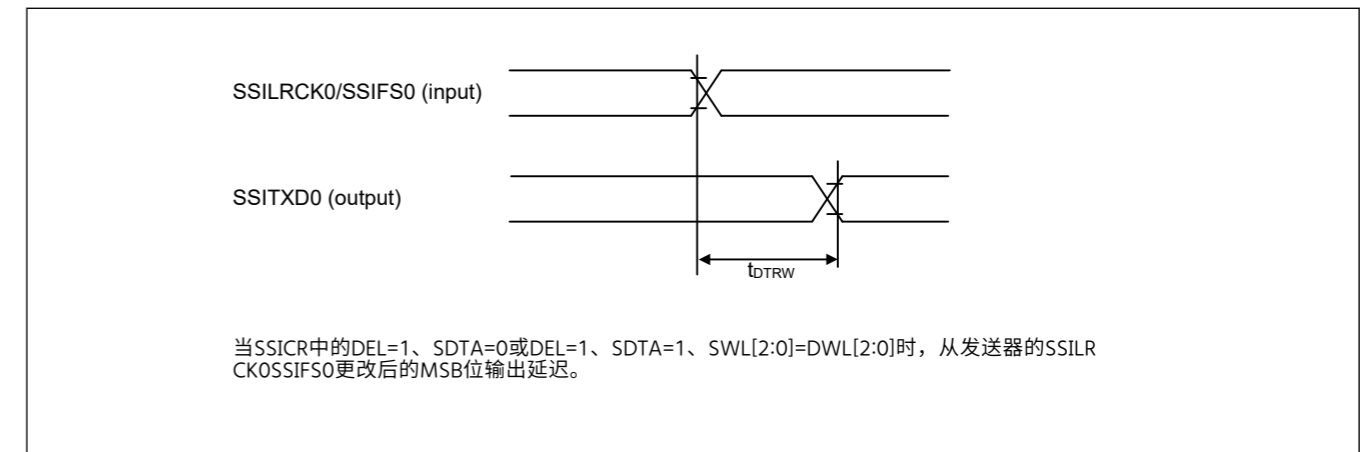 SSILRCK0/SSIFS0 (input)
SSITXD0 (output)
tDTRW
当SSICR中的DEL=1、SDTA=0或DEL=1、SDTA=1、SWL[2:0]=DWL[2:0]时，从发送器的SSILR
CK0SSIFS0更改后的MSB位输出延迟。